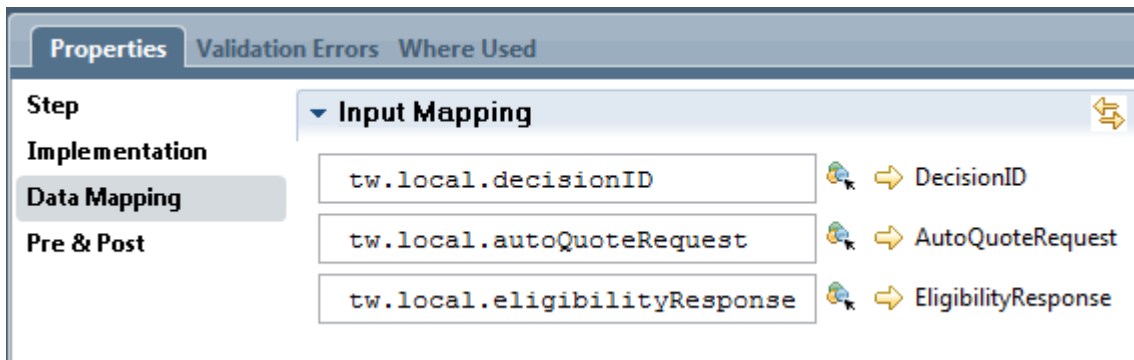 Properties Validation Errors Where Used
Step
Implementation
Data Mapping
Pre & Post
Input Mapping
tw.local.decisionID DecisionID
tw.local.autoQuoteRequest AutoQuoteRequest
tw.local.eligibilityResponse EligibilityResponse